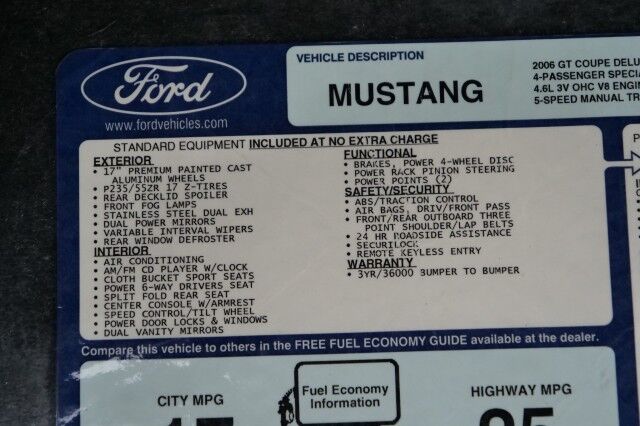 Ford
www.fordvehicles.com
VEHICLE DESCRIPTION
MUSTANG
2006 GT COUPE
4-PASSENGER
4.6L 3V OHC V8
5-SPEED MANUAL
STANDARD EQUIPMENT INCLUDED AT NO EXTRA CHARGE
EXTERIOR
• 17" PREMIUM PAINTED CAST
ALUMINUM WHEELS
• P235/55ZR 17 Z-TIRES
• REAR DECKLID SPOILER
• FRONT FOG LAMPS
• STAINLESS STEEL DUAL EXH
• DUAL POWER MIRRORS
• VARIABLE INTERVAL WIPERS
• REAR WINDOW DEFROSTER
INTERIOR
• AIR CONDITIONING
• AM/FM CD PLAYER W/CLOCK
• CLOTH BUCKET SPORT SEATS
• POWER 6-WAY DRIVERS SEAT
• SPLIT FOLD REAR SEAT
• CENTER CONSOLE W/ARMREST
• SPEED CONTROL/TILT WHEEL
• POWER DOOR LOCKS & WINDOWS
• DUAL VANITY MIRRORS
FUNCTIONAL
• BRAKES, POWER 4-WHEEL DISC
• POWER RACK PINION STEERING
• POWER POINTS (2)
SAFETY/SECURITY
• ABS/TRACTION CONTROL
• AIR BAGS, DRIV/FRONT PASS
• FRONT/REAR OUTBOARD THREE
POINT SHOULDER/LAP BELTS
• 24 HR ROADSIDE ASSISTANCE
• SECURILOCK
• REMOTE KEYLESS ENTRY
WARRANTY
• 3YR/36000 BUMPER TO BUMPER
Compare this vehicle to others in the FREE FUEL ECONOMY GUIDE available at the dealer.
CITY MPG
Fuel Economy
Information
HIGHWAY MPG